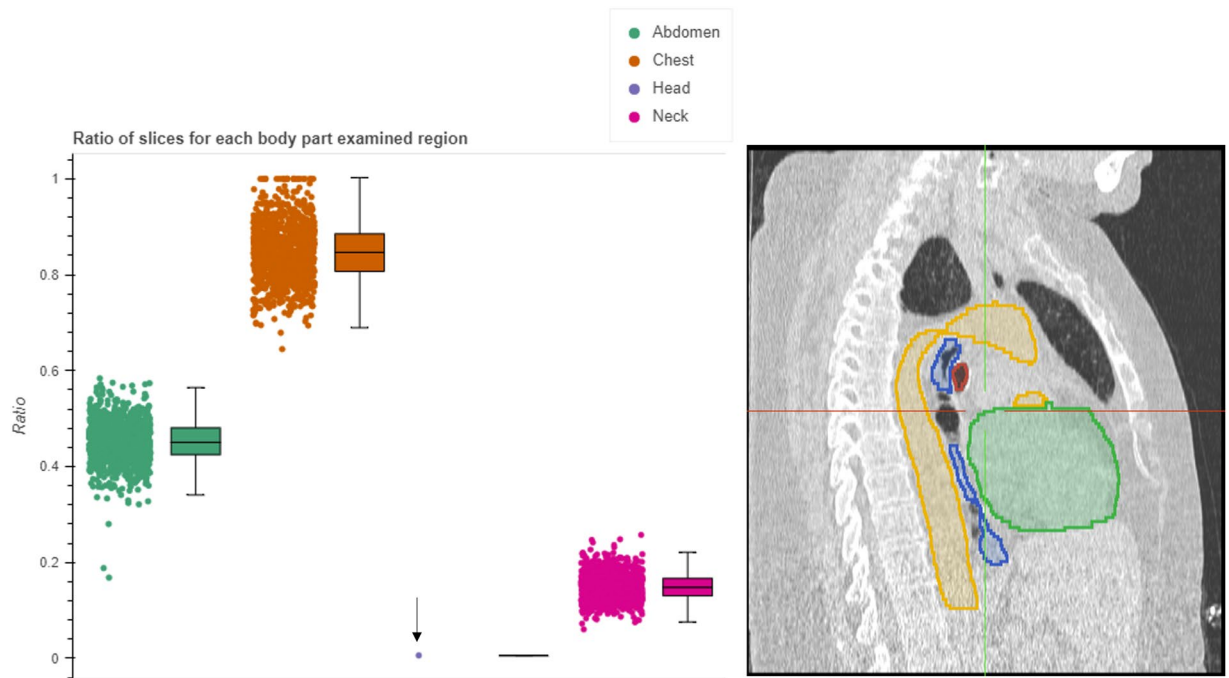 Abdomen
Chest
Head
Neck
Ratio of slices for each body part examined region
1
0.8
0.6
0.4
0.2
0
Ratio